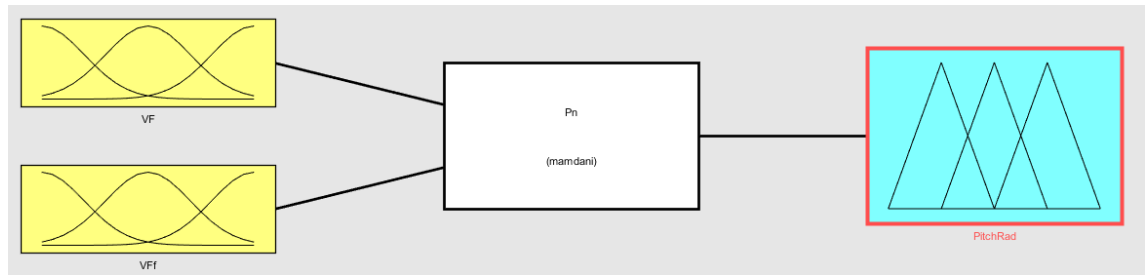 VF
Pn
(mamdani)
VFf
PitchRad